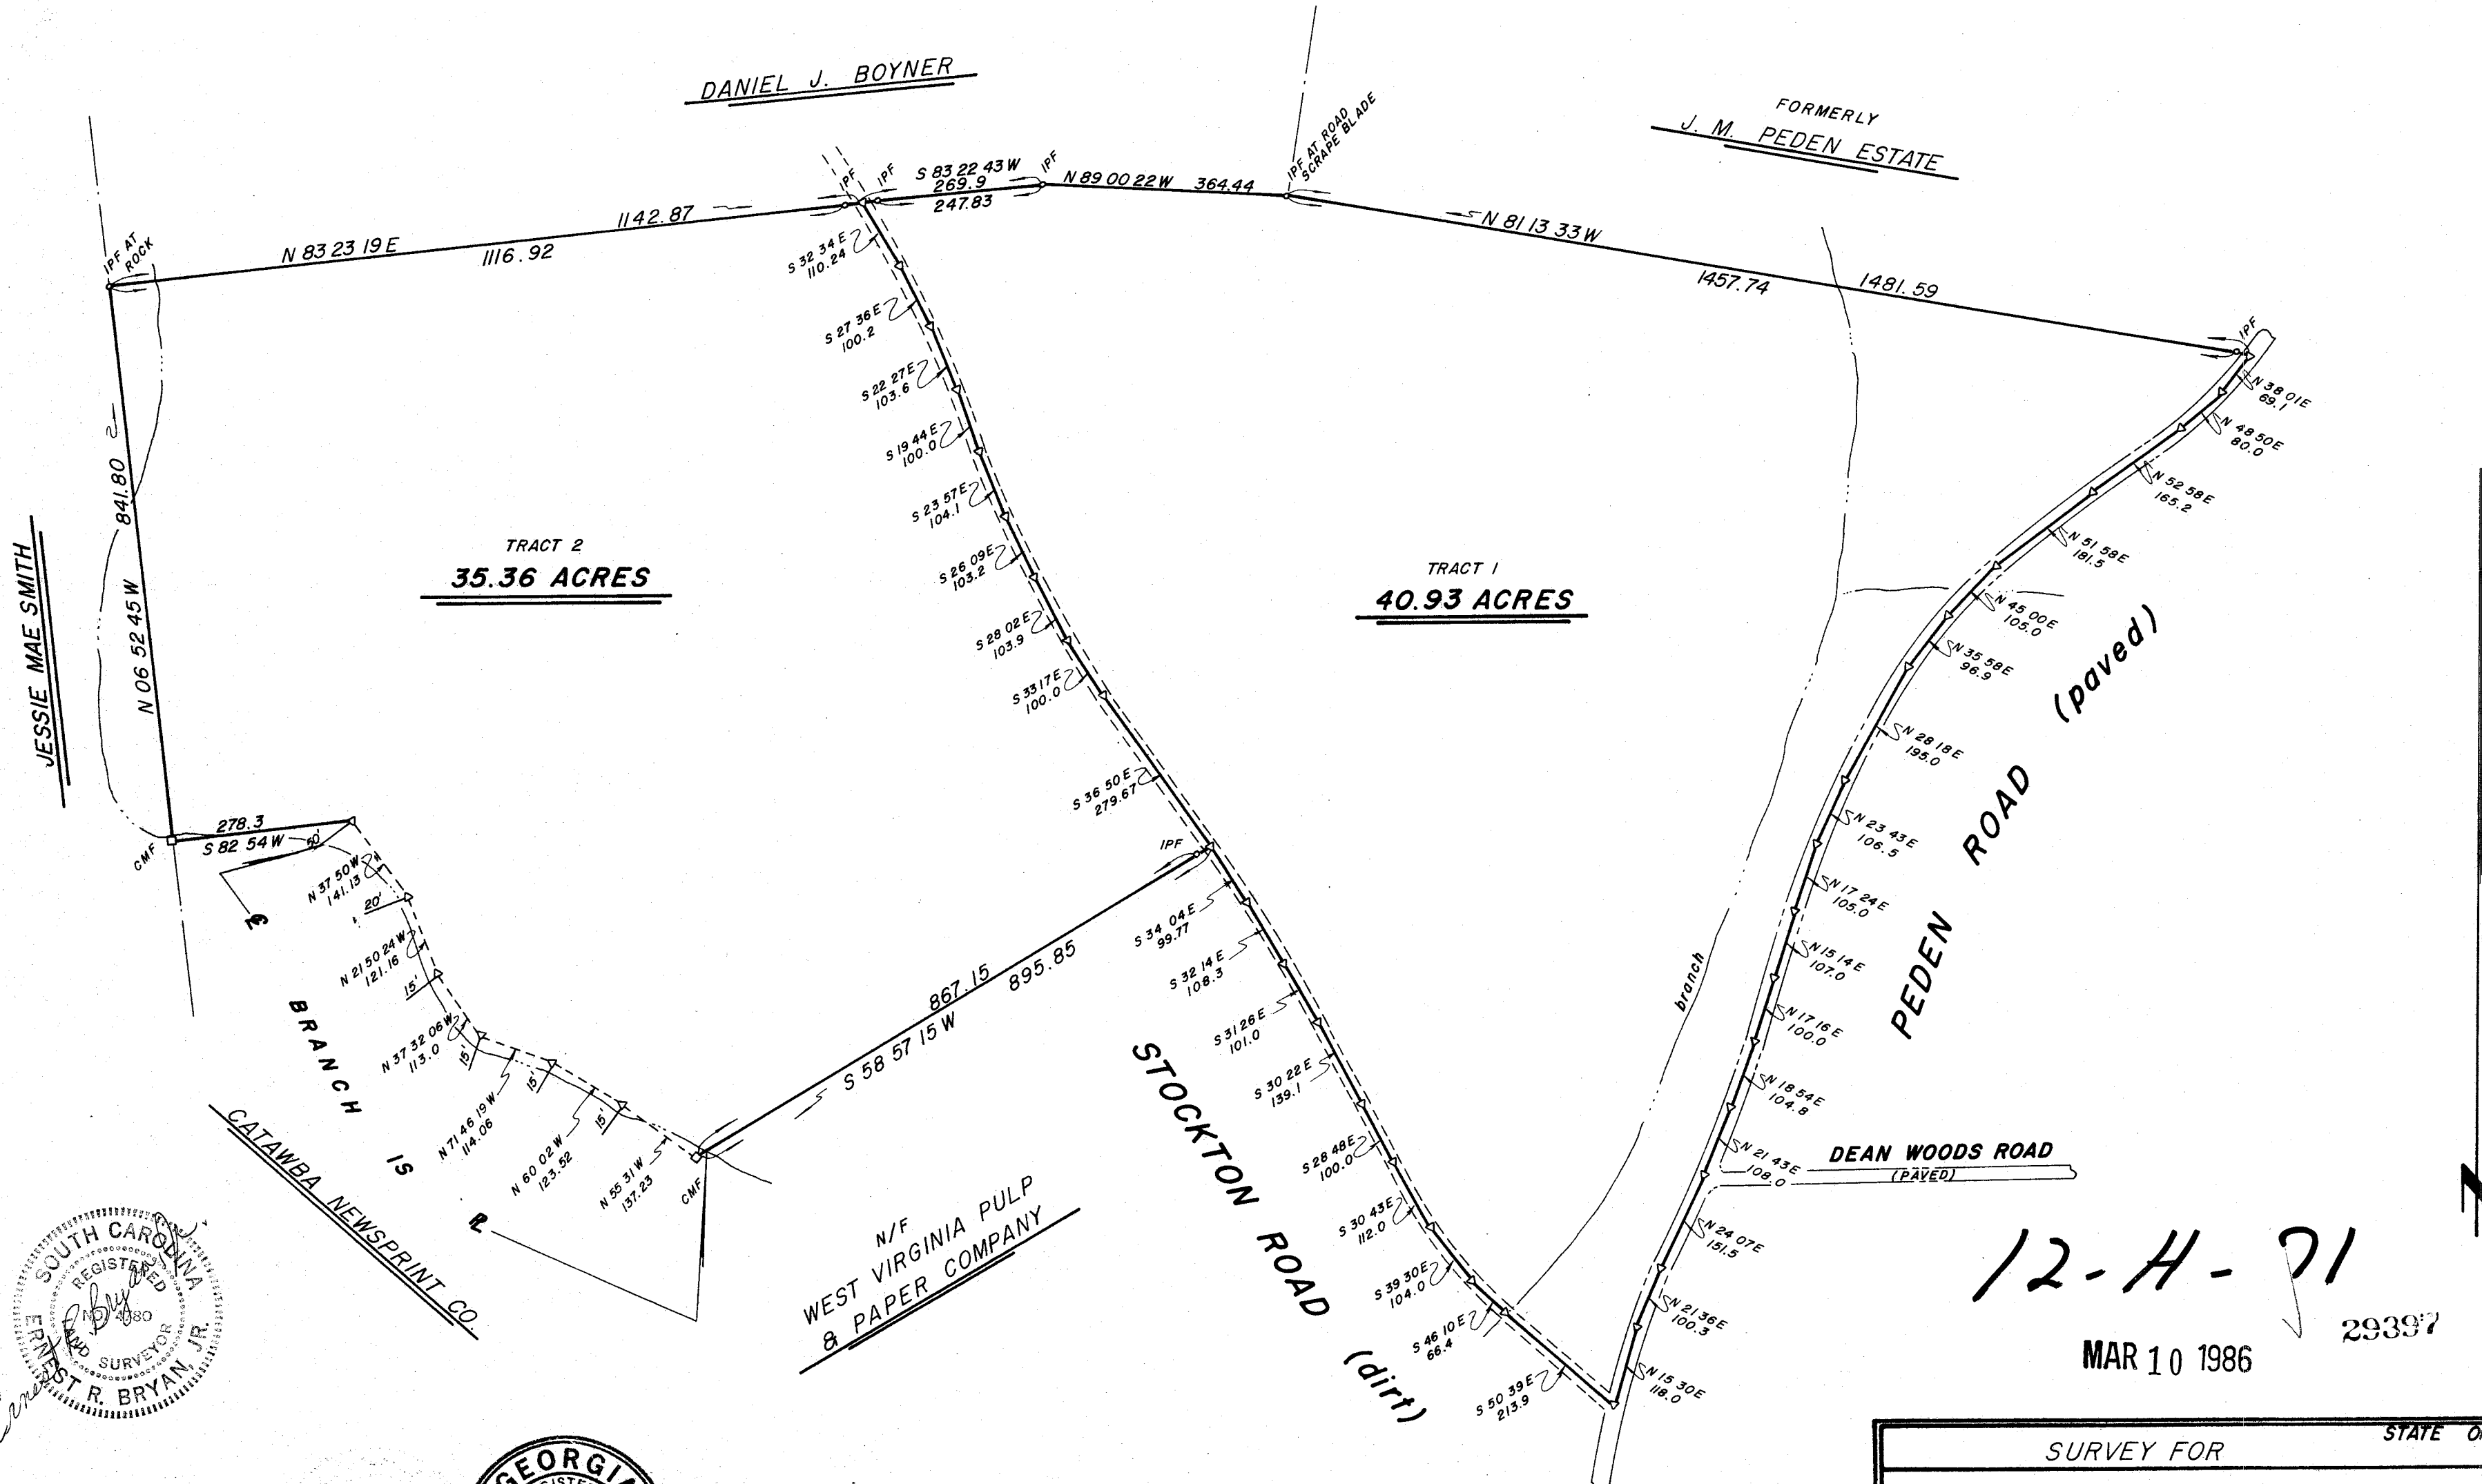 DANIEL J. BOYNER
FORMERLY
J. M. PEDEN ESTATE
IPF AT ROAD
SCRAPE BLADE
IPF AT
ROCK
N 83 23 19 E
1142.87
1116.92
IPF
IPF
S 83 22 43 W
269.9
247.83
IPF
N 89 00 22 W 364.44
N 81 13 33 W
1457.74
1481.59
IPF
S 32 34 E
110.24
S 27 36 E
100.2
S 22 27 E
103.6
S 19 44 E
100.0
S 23 57 E
104.1
S 26 09 E
103.2
S 28 02 E
103.9
S 33 17 E
100.0
S 36 50 E
279.67
IPF
S 34 04 E
99.77
S 32 14 E
108.3
S 31 26 E
101.0
S 30 22 E
139.1
S 28 48 E
100.0
S 30 43 E
112.0
S 39 30 E
104.0
S 46 10 E
66.4
S 50 39 E
213.9
N 38 01 E
69.1
N 48 50 E
80.0
N 52 58 E
165.2
N 51 58 E
181.5
N 45 00 E
105.0
N 35 58 E
96.9
N 28 18 E
195.0
N 23 43 E
106.5
N 17 24 E
105.0
N 15 14 E
107.0
N 17 16 E
100.0
N 18 54 E
104.8
N 21 43 E
108.0
N 24 07 E
151.5
N 21 36 E
100.3
N 15 30 E
118.0
TRACT 2
35.36 ACRES
TRACT 1
40.93 ACRES
JESSIE MAE SMITH
N 06 52 45 W 841.80
CMF
278.3
S 82 54 W
50'
N 37 50 W
141.13
20'
N 21 50 24 W
121.16
15'
N 37 32 06 W
113.0
15'
N 71 46 19 W
114.06
15'
N 60 02 W
123.52
15'
N 55 31 W
137.23
CMF
BRANCH IS PL
867.15
895.85
S 58 57 15 W
CATAWBA NEWSPRINT CO.
N/F
WEST VIRGINIA PULP
& PAPER COMPANY
STOCKTON ROAD (dirt)
branch
PEDEN ROAD (paved)
DEAN WOODS ROAD
(PAVED)
12-H-71
29397
MAR 10 1986
SOUTH CAROLINA
REGISTERED
NO. 4780
LAND SURVEYOR
ERNEST R. BRYAN, JR.
Ernest R. Bryan Jr.
GEORGIA
SURVEY FOR
STATE